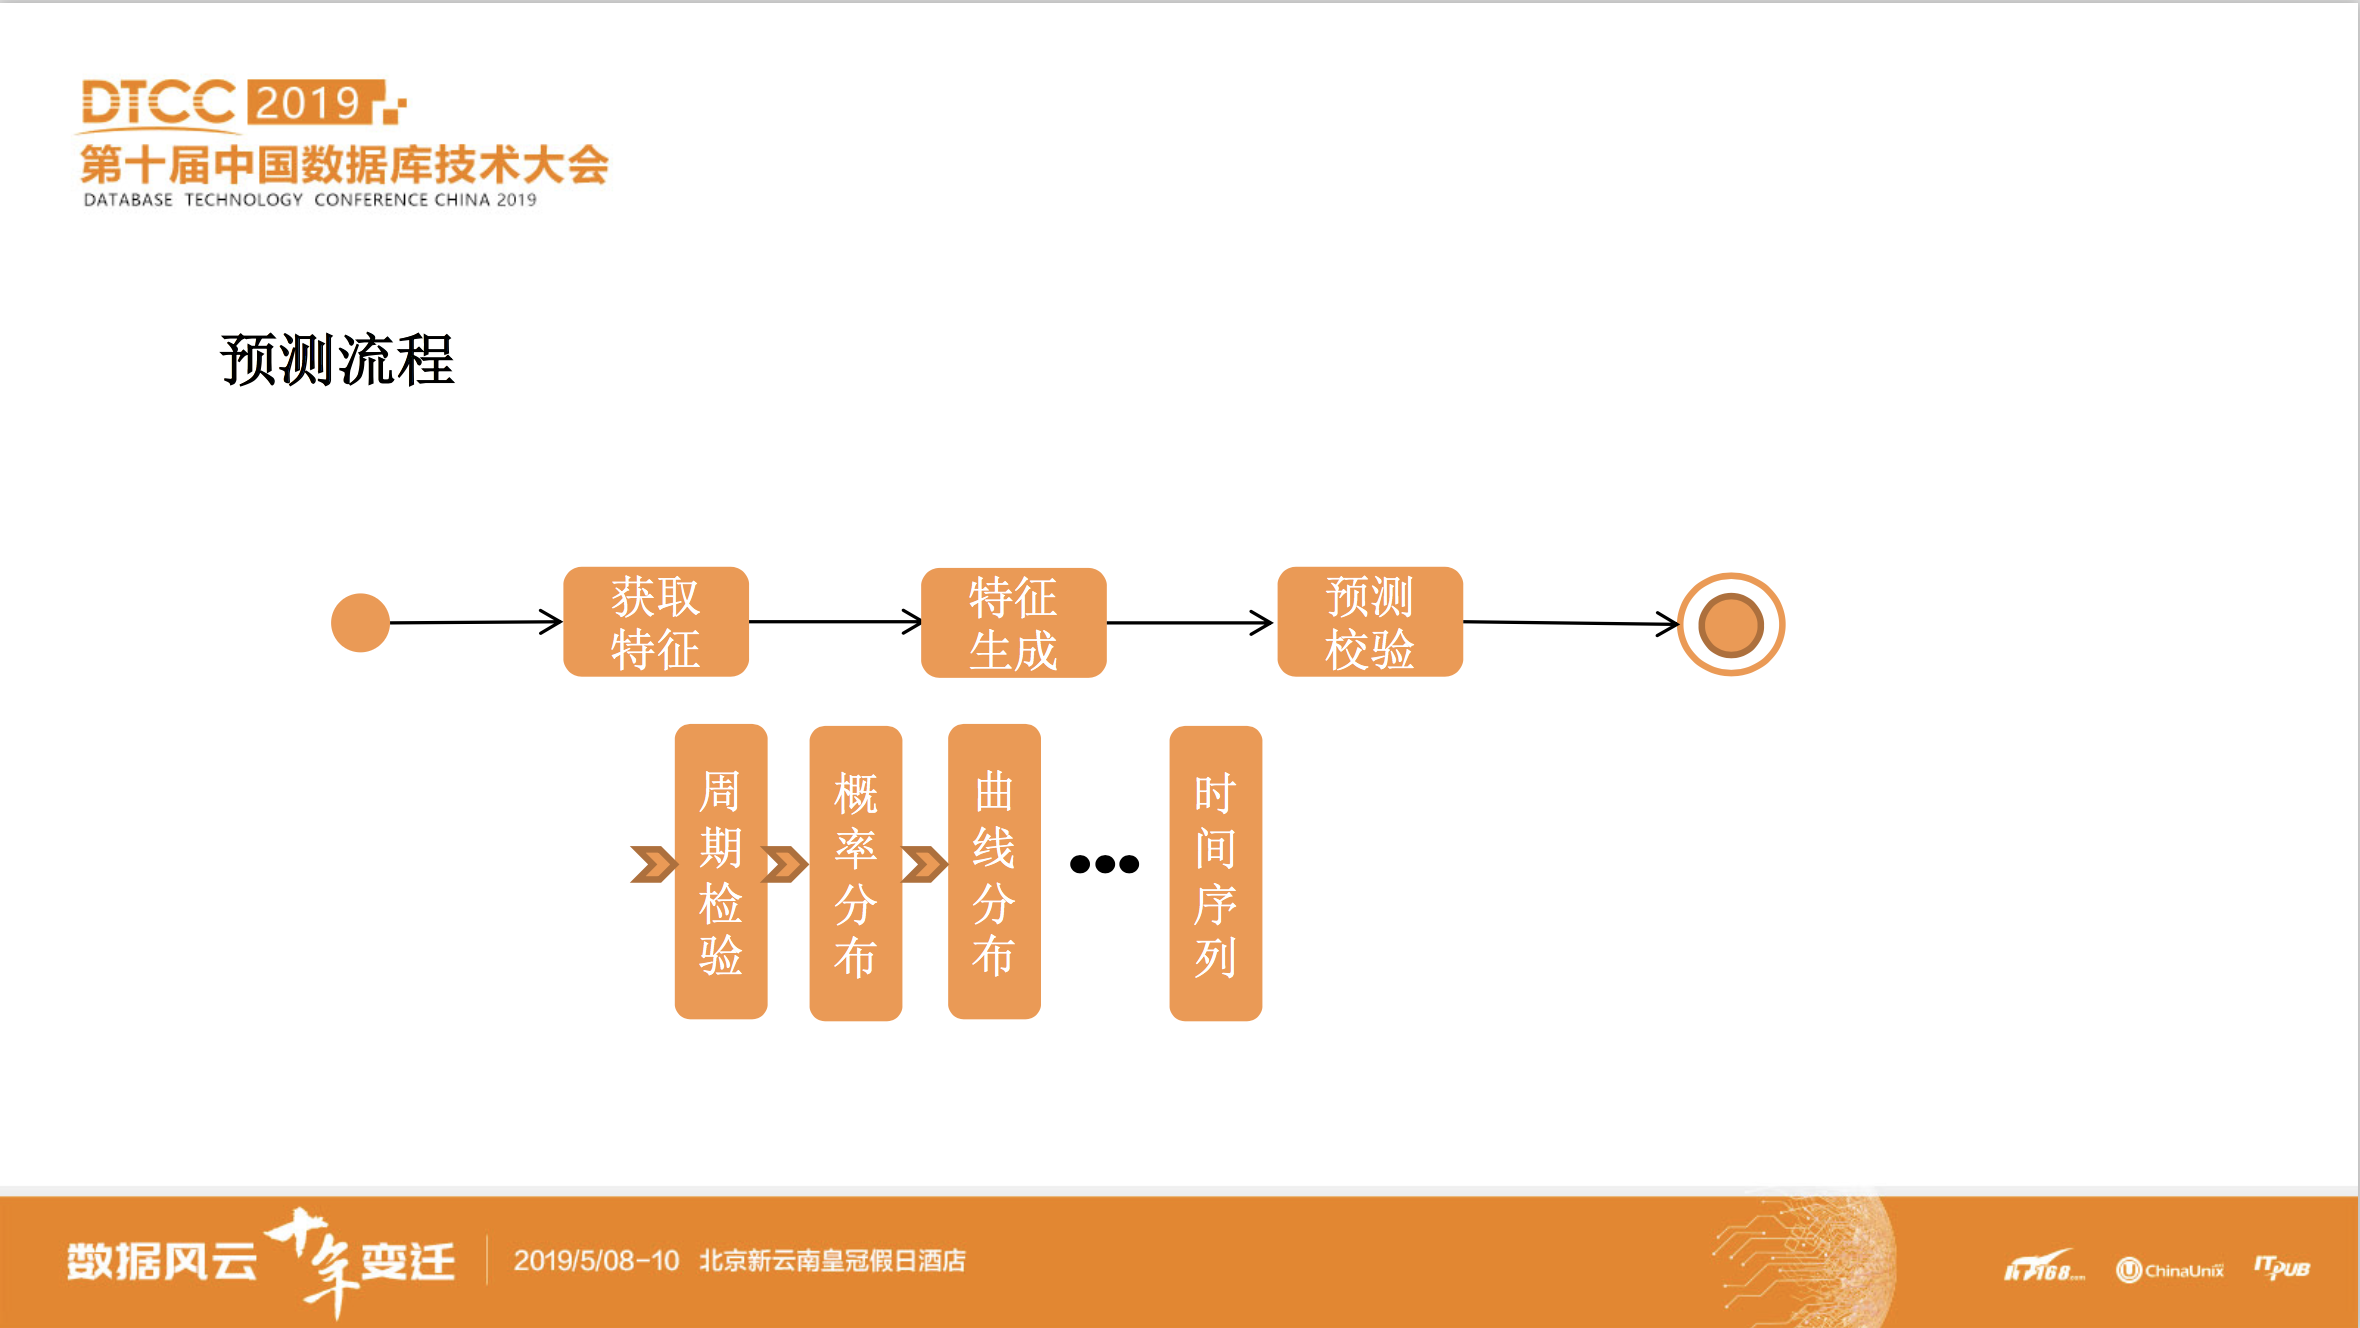 DTCC 2019
第十届中国数据库技术大会
DATABASE TECHNOLOGY CONFERENCE CHINA 2019
预测流程
获取
特征
特征
生成
预测
校验
周期检验
概率分布
曲线分布
时间序列
数据风云十年变迁
2019/5/08-10 北京新云南皇冠假日酒店
IT168.com
ChinaUnix
ITPUB